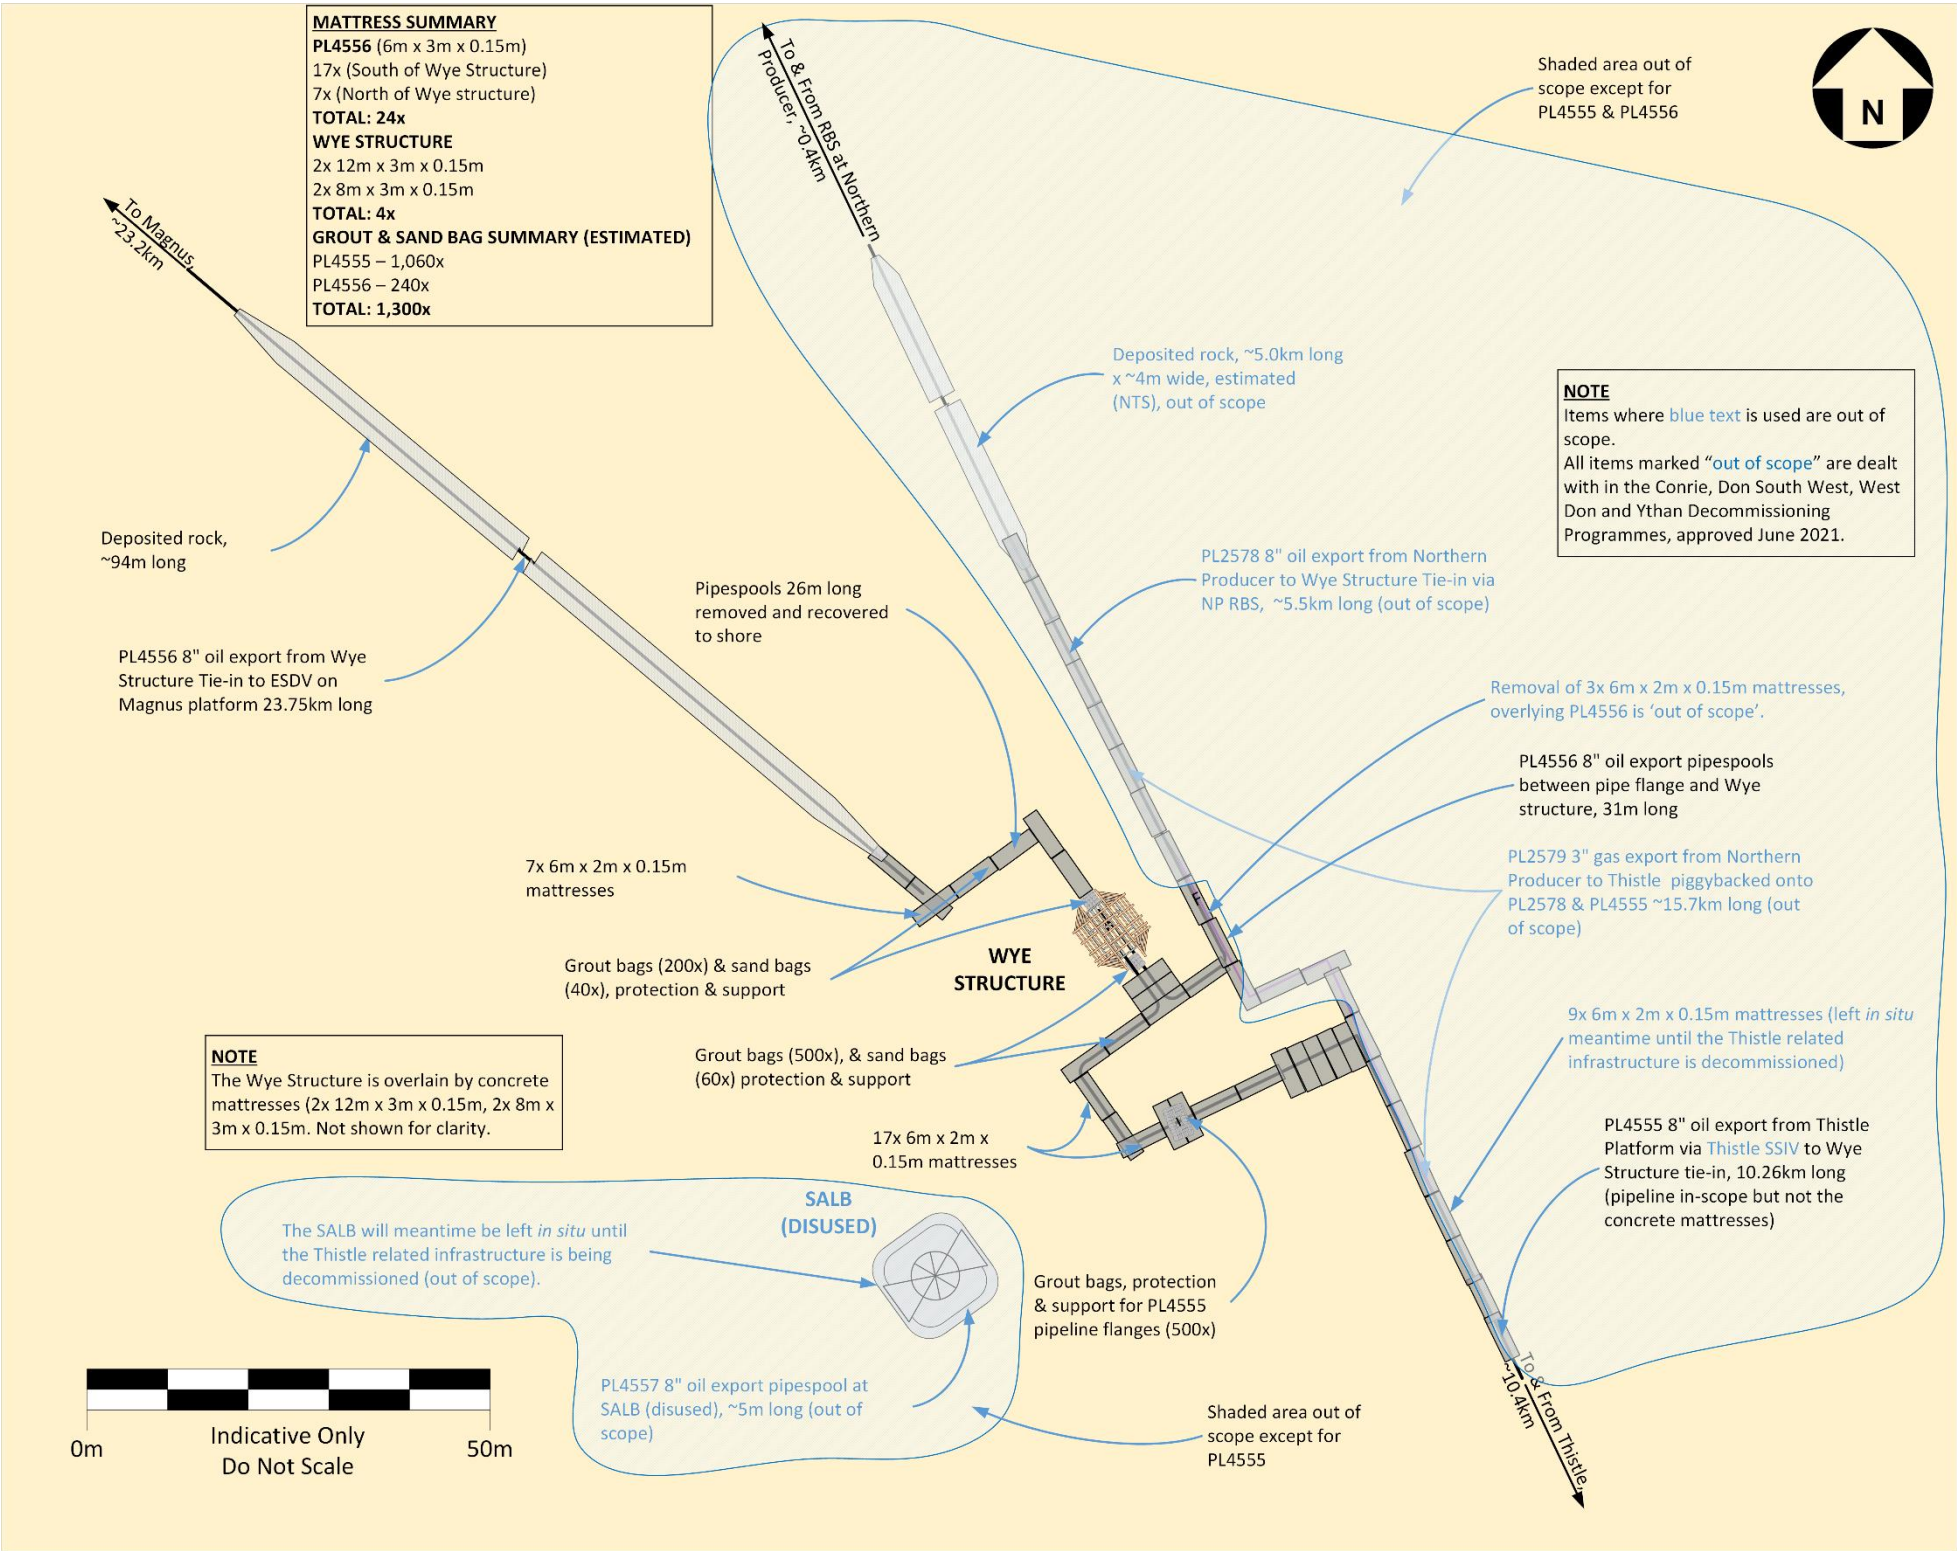 MATTRESS SUMMARY
PL4556 (6m x 3m x 0.15m)
17x (South of Wye Structure)
7x (North of Wye structure)
TOTAL: 24x
WYE STRUCTURE
2x 12m x 3m x 0.15m
2x 8m x 3m x 0.15m
TOTAL: 4x
GROUT & SAND BAG SUMMARY (ESTIMATED)
PL4555 – 1,060x
PL4556 – 240x
TOTAL: 1,300x
To & From RBS at Northern
Producer, ~0.4km
Shaded area out of
scope except for
PL4555 & PL4556
N
To Magnus,
~23.2km
Deposited rock, ~5.0km long
x ~4m wide, estimated
(NTS), out of scope
NOTE
Items where blue text is used are out of
scope.
All items marked “out of scope” are dealt
with in the Conrie, Don South West, West
Don and Ythan Decommissioning
Programmes, approved June 2021.
Deposited rock,
~94m long
PL2578 8" oil export from Northern
Producer to Wye Structure Tie-in via
NP RBS, ~5.5km long (out of scope)
Pipespools 26m long
removed and recovered
to shore
PL4556 8" oil export from Wye
Structure Tie-in to ESDV on
Magnus platform 23.75km long
Removal of 3x 6m x 2m x 0.15m mattresses,
overlying PL4556 is ‘out of scope’.
PL4556 8" oil export pipespools
between pipe flange and Wye
structure, 31m long
7x 6m x 2m x 0.15m
mattresses
PL2579 3" gas export from Northern
Producer to Thistle piggybacked onto
PL2578 & PL4555 ~15.7km long (out
of scope)
Grout bags (200x) & sand bags
(40x), protection & support
WYE
STRUCTURE
9x 6m x 2m x 0.15m mattresses (left in situ
meantime until the Thistle related
infrastructure is decommissioned)
NOTE
The Wye Structure is overlain by concrete
mattresses (2x 12m x 3m x 0.15m, 2x 8m x
3m x 0.15m. Not shown for clarity.
Grout bags (500x), & sand bags
(60x) protection & support
17x 6m x 2m x
0.15m mattresses
PL4555 8" oil export from Thistle
Platform via Thistle SSIV to Wye
Structure tie-in, 10.26km long
(pipeline in-scope but not the
concrete mattresses)
SALB
(DISUSED)
The SALB will meantime be left in situ until
the Thistle related infrastructure is being
decommissioned (out of scope).
Grout bags, protection
& support for PL4555
pipeline flanges (500x)
PL4557 8" oil export pipespool at
SALB (disused), ~5m long (out of
scope)
Shaded area out of
scope except for
PL4555
To & From Thistle,
~10.4km
0m
Indicative Only
Do Not Scale
50m